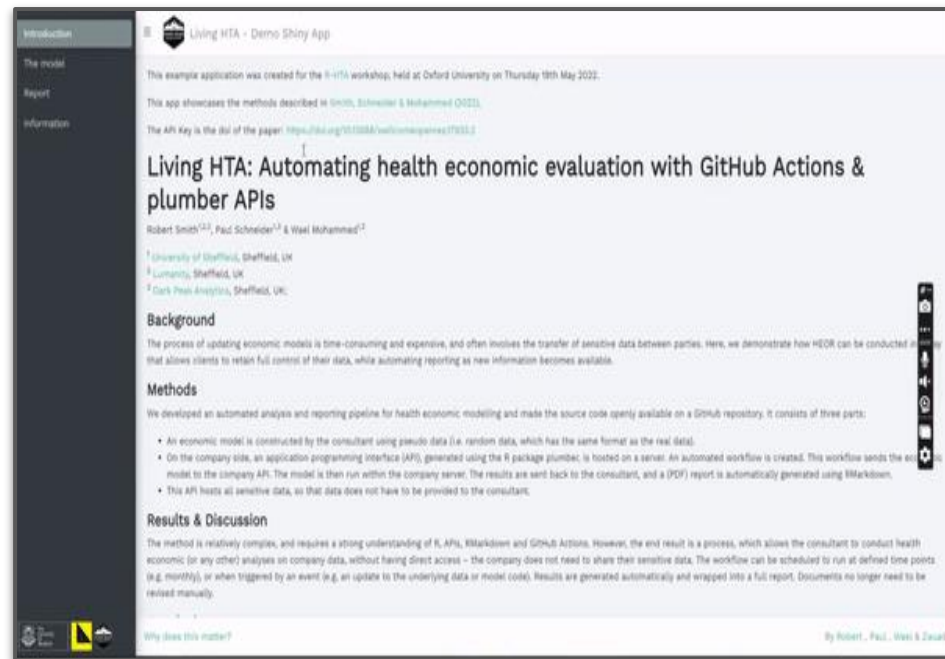 Introduction
The model
Report
Information
Living HTA - Demo Shiny App
This example application was created for the R-HTA workshop, held at Oxford University on Thursday 19th May 2022.
This app showcases the methods described in Smith, Schneider & Mohammed (2022).
The API Key is the doi of the paper:
Living HTA: Automating health economic evaluation with GitHub Actions &
plumber APIs
Robert Smith1,2,3, Paul Schneider1,3 & Wael Mohammed1,3
1 University of Sheffield, Sheffield, UK
2 Lumanity, Sheffield, UK
3 Dark Peak Analytics, Sheffield, UK;
Background
The process of updating economic models is time-consuming and expensive, and often involves the transfer of sensitive data between parties. Here, we demonstrate how HEOR can be conducted in
that allows clients to retain full control of their data, while automating reporting as new information becomes available.
Methods
We developed an automated analysis and reporting pipeline for health economic modelling and made the source code openly available on a GitHub repository. It consists of three parts:
• An economic model is constructed by the consultant using pseudo data (i.e. random data, which has the same format as the real data).
• On the company side, an application programming interface (API), generated using the R package plumber, is hosted on a server. An automated workflow is created. This workflow sends the
model to the company API. The model is then run within the company server. The results are sent back to the consultant, and a (PDF) report is automatically generated using RMarkdown.
• This API hosts all sensitive data, so that data does not have to be provided to the consultant.
Results & Discussion
The method is relatively complex, and requires a strong understanding of R, APIs, RMarkdown and GitHub Actions. However, the end result is a process, which allows the consultant to conduct health
economic (or any other) analyses on company data, without having direct access – the company does not need to share their sensitive data. The workflow can be scheduled to run at defined time points
(e.g. monthly), or when triggered by an event (e.g. an update to the underlying data or model code). Results are generated automatically and wrapped into a full report. Documents no longer need to be
revised manually.
Why does this matter?
By Robert, Paul, Wael &